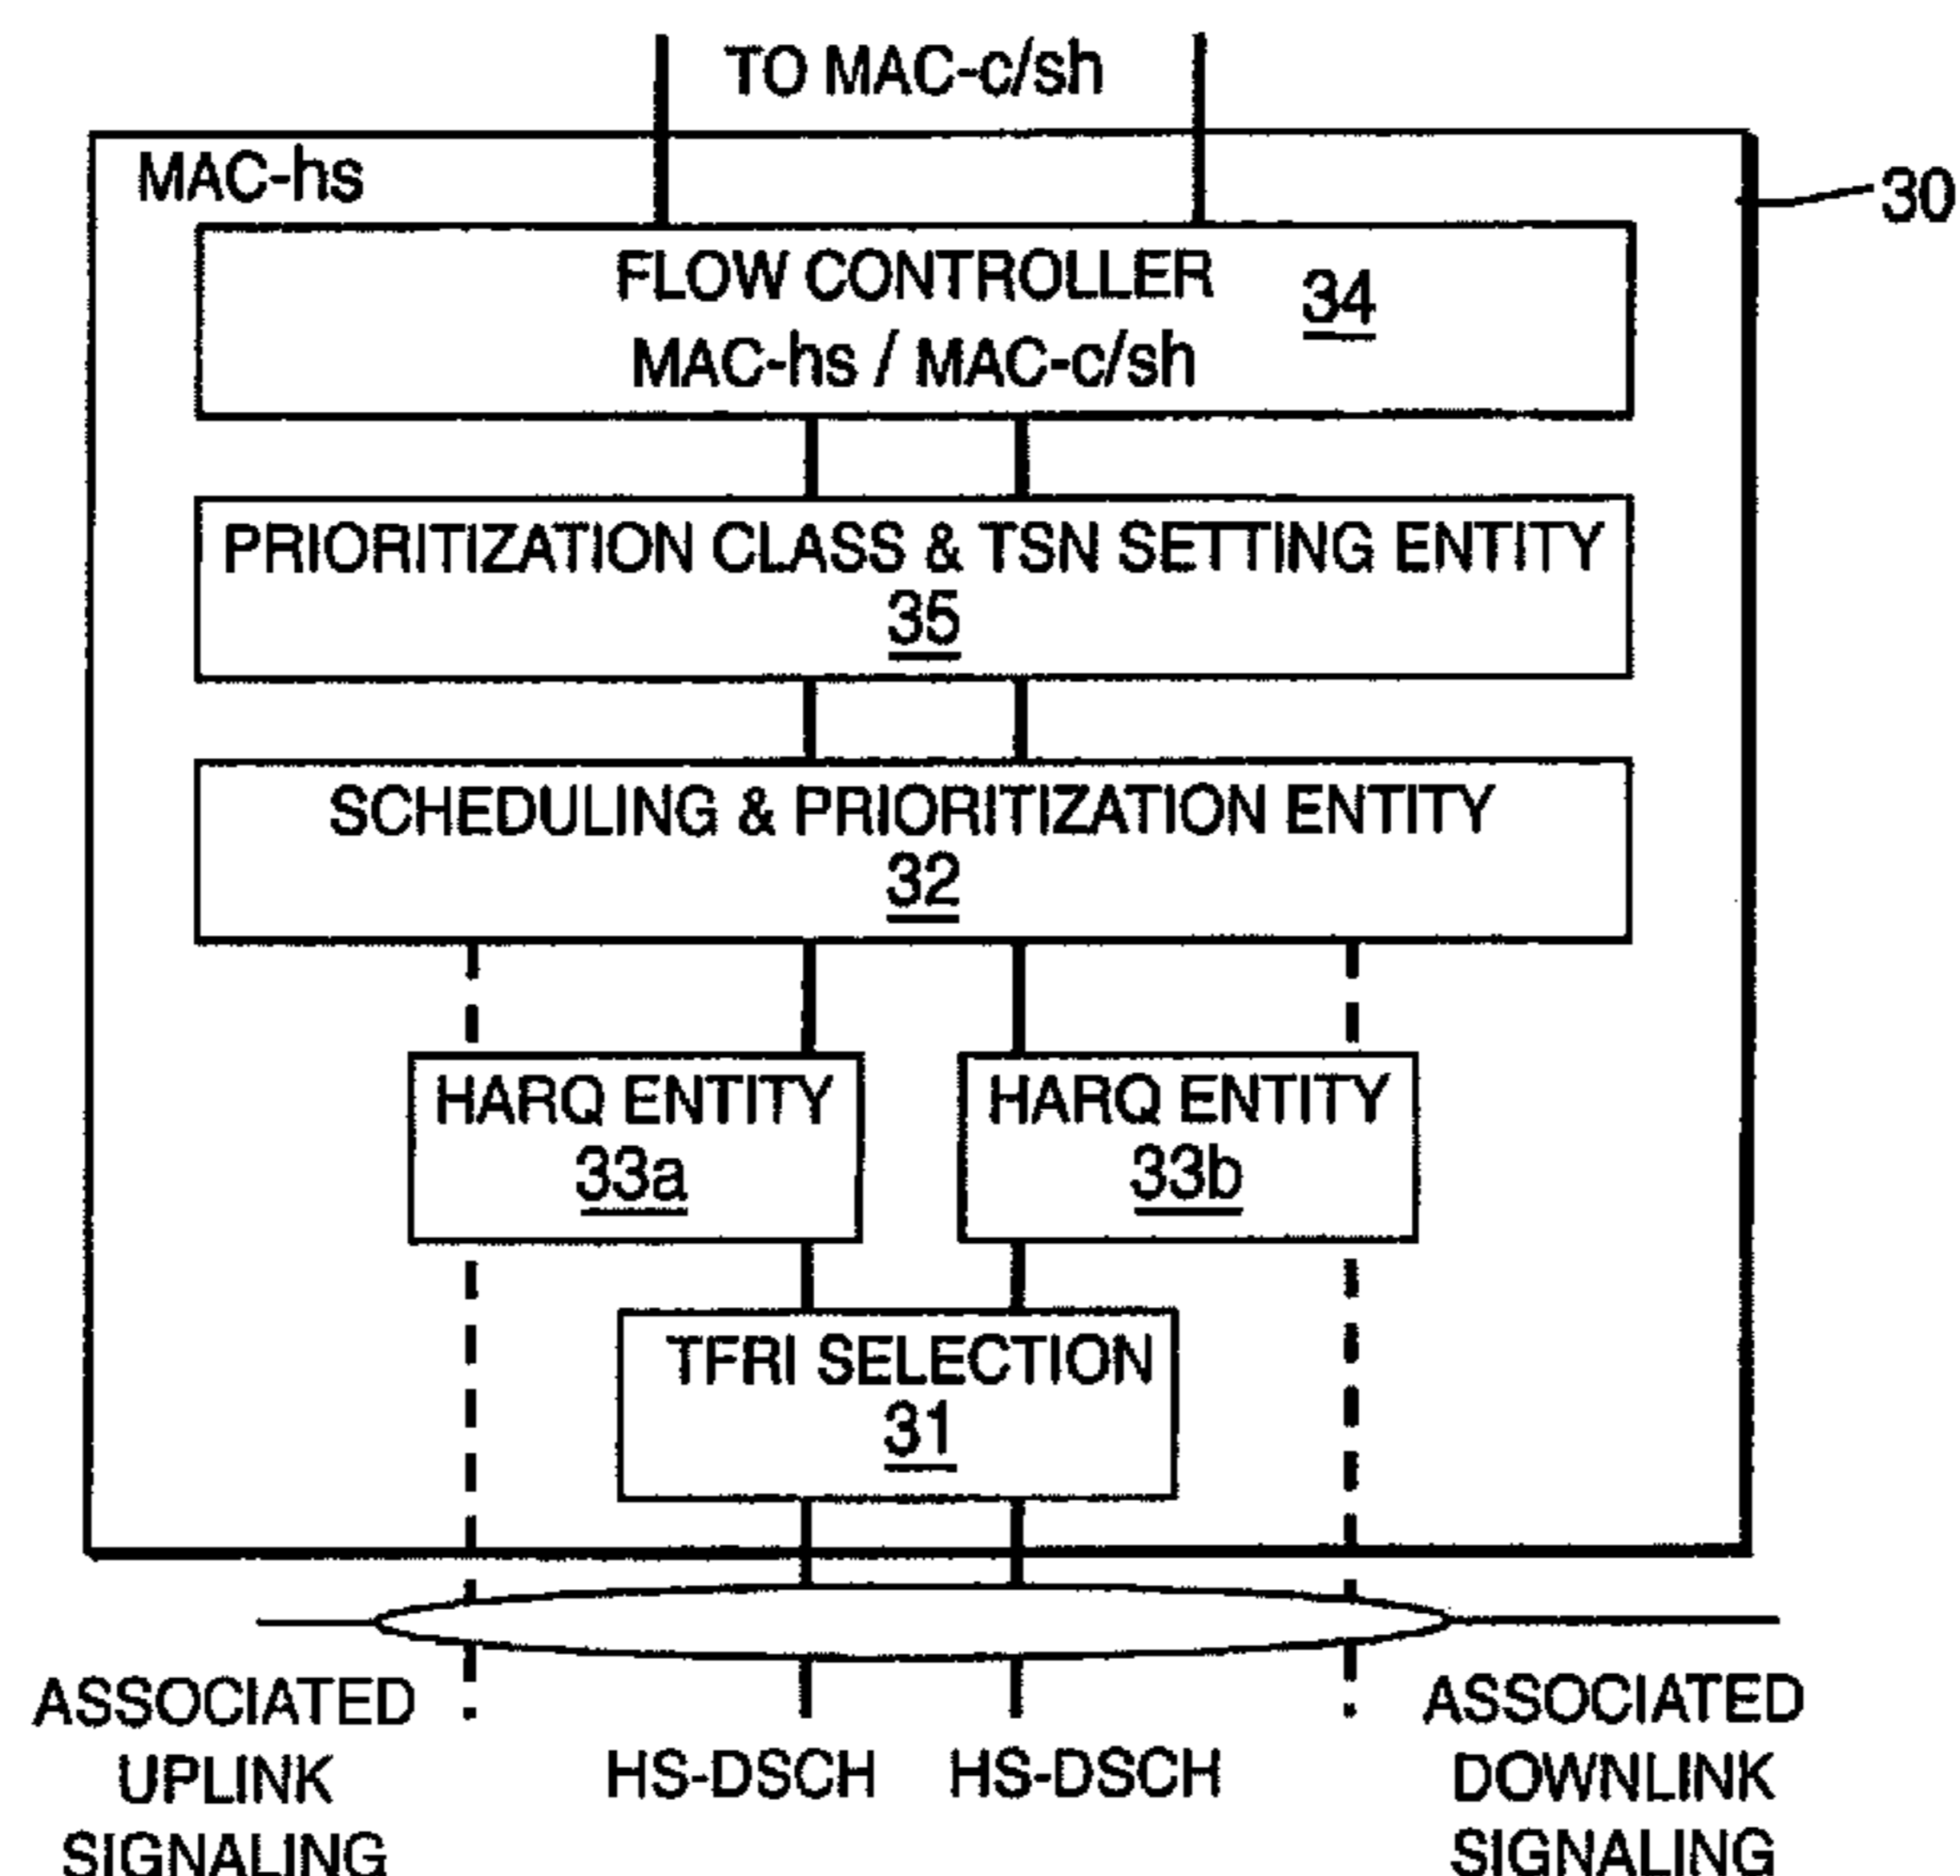 TO MAC-c/sh
MAC-hs
30
FLOW CONTROLLER
34
MAC-hs / MAC-c/sh
PRIORITIZATION CLASS & TSN SETTING ENTITY
35
SCHEDULING & PRIORITIZATION ENTITY
32
HARQ ENTITY
33a
HARQ ENTITY
33b
TFRI SELECTION
31
ASSOCIATED
UPLINK
SIGNALING
HS-DSCH
HS-DSCH
ASSOCIATED
DOWNLINK
SIGNALING